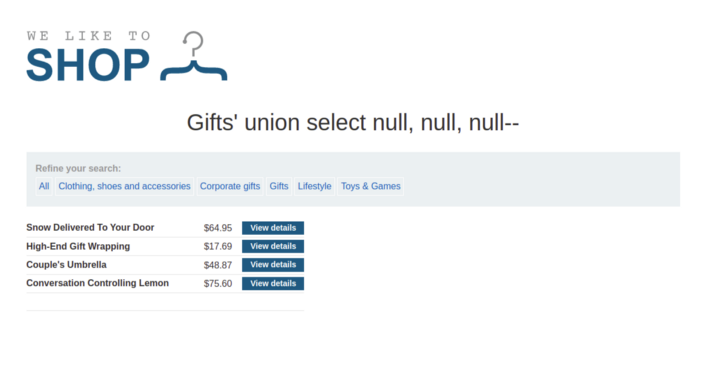 WE LIKE TO
SHOP
Gifts' union select null, null, null--
Refine your search:
All Clothing, shoes and accessories Corporate gifts Gifts Lifestyle Toys & Games
Snow Delivered To Your Door $64.95 View details
High-End Gift Wrapping $17.69 View details
Couple's Umbrella $48.87 View details
Conversation Controlling Lemon $75.60 View details